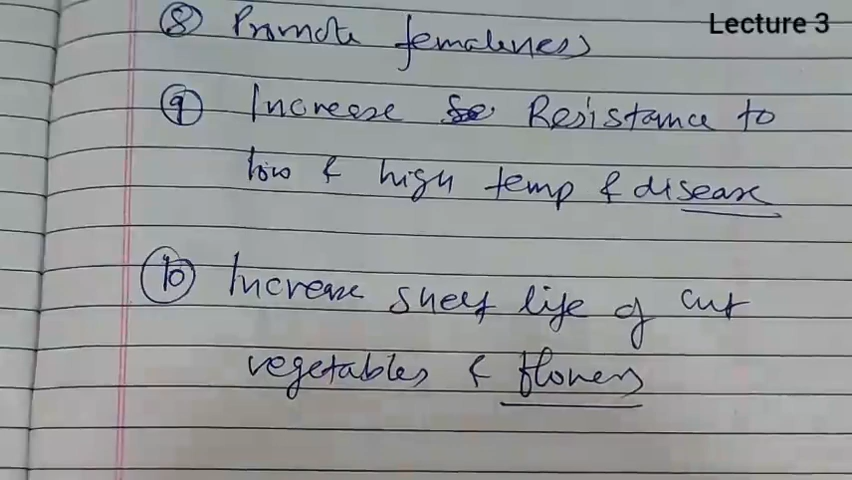 Lecture 3
⑧ Promote femaleness
⑨ Increase Resistance to
low & high temp & disease
⑩ Increase shelf life of cut
vegetables & flowers